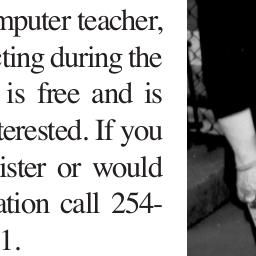 mputer teacher,
cting during the
is free and is
terested. If you
ister or would
ation call 254-
1.